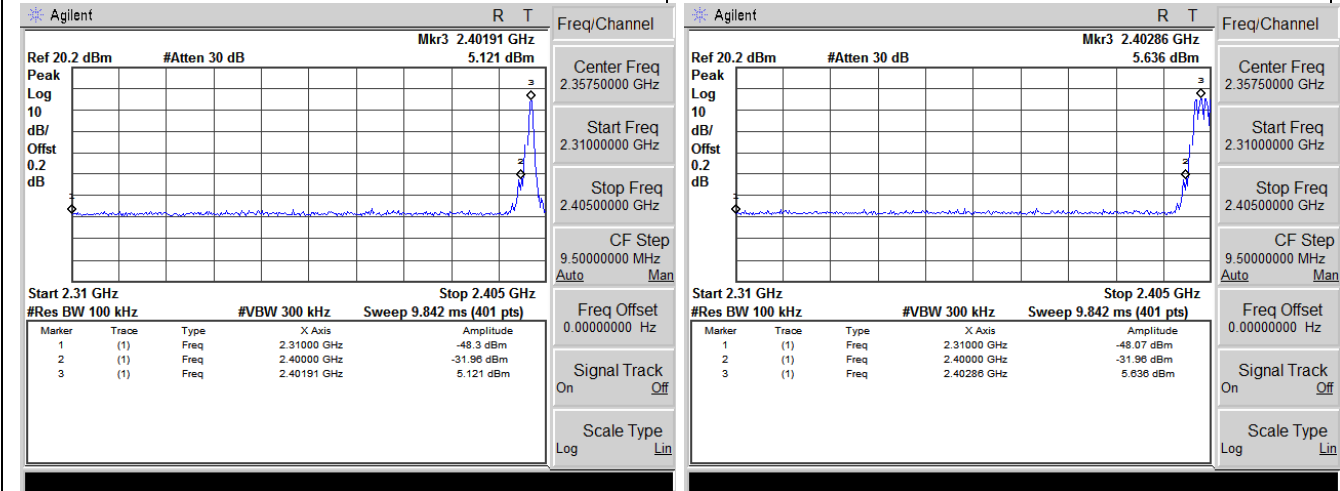 Agilent R T
Mkr3 2.40191 GHz
Ref 20.2 dBm #Atten 30 dB 5.121 dBm
Peak
Log
10
dB/
Offst
0.2
dB
3
2
1
Start 2.31 GHz Stop 2.405 GHz
#Res BW 100 kHz #VBW 300 kHz Sweep 9.842 ms (401 pts)
Marker Trace Type X Axis Amplitude
1 (1) Freq 2.31000 GHz -48.3 dBm
2 (1) Freq 2.40000 GHz -31.96 dBm
3 (1) Freq 2.40191 GHz 5.121 dBm
Freq/Channel
Center Freq
2.35750000 GHz
Start Freq
2.31000000 GHz
Stop Freq
2.40500000 GHz
CF Step
9.50000000 MHz
Auto Man
Freq Offset
0.00000000 Hz
Signal Track
On Off
Scale Type
Log Lin
Agilent R T
Mkr3 2.40286 GHz
Ref 20.2 dBm #Atten 30 dB 5.636 dBm
Peak
Log
10
dB/
Offst
0.2
dB
3
2
1
Start 2.31 GHz Stop 2.405 GHz
#Res BW 100 kHz #VBW 300 kHz Sweep 9.842 ms (401 pts)
Marker Trace Type X Axis Amplitude
1 (1) Freq 2.31000 GHz -48.07 dBm
2 (1) Freq 2.40000 GHz -31.96 dBm
3 (1) Freq 2.40286 GHz 5.636 dBm
Freq/Channel
Center Freq
2.35750000 GHz
Start Freq
2.31000000 GHz
Stop Freq
2.40500000 GHz
CF Step
9.50000000 MHz
Auto Man
Freq Offset
0.00000000 Hz
Signal Track
On Off
Scale Type
Log Lin